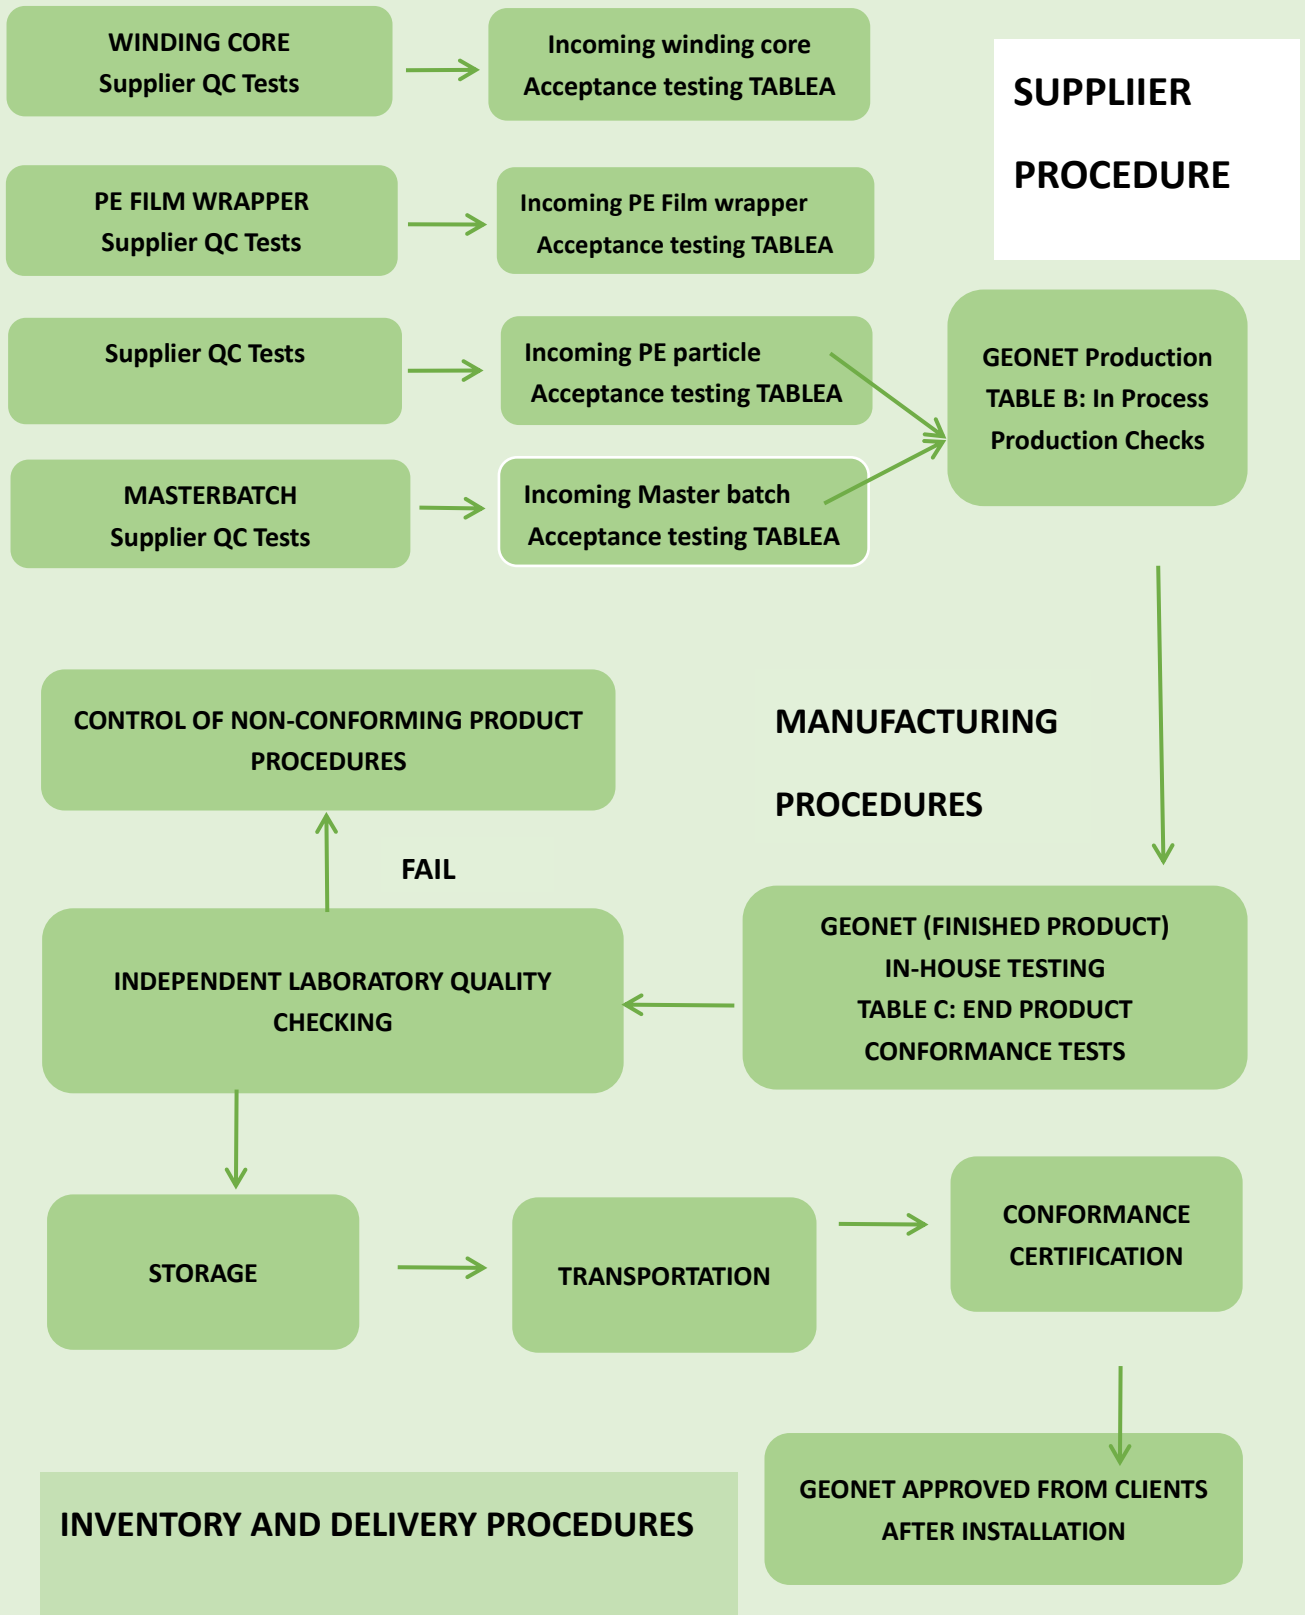 WINDING CORE
Supplier QC Tests
Incoming winding core
Acceptance testing TABLEA
SUPPLIIER
PROCEDURE
PE FILM WRAPPER
Supplier QC Tests
Incoming PE Film wrapper
Acceptance testing TABLEA
Supplier QC Tests
Incoming PE particle
Acceptance testing TABLEA
GEONET Production
TABLE B: In Process
Production Checks
MASTERBATCH
Supplier QC Tests
Incoming Master batch
Acceptance testing TABLEA
CONTROL OF NON-CONFORMING PRODUCT
PROCEDURES
MANUFACTURING
PROCEDURES
FAIL
INDEPENDENT LABORATORY QUALITY
CHECKING
GEONET (FINISHED PRODUCT)
IN-HOUSE TESTING
TABLE C: END PRODUCT
CONFORMANCE TESTS
STORAGE
TRANSPORTATION
CONFORMANCE
CERTIFICATION
INVENTORY AND DELIVERY PROCEDURES
GEONET APPROVED FROM CLIENTS
AFTER INSTALLATION